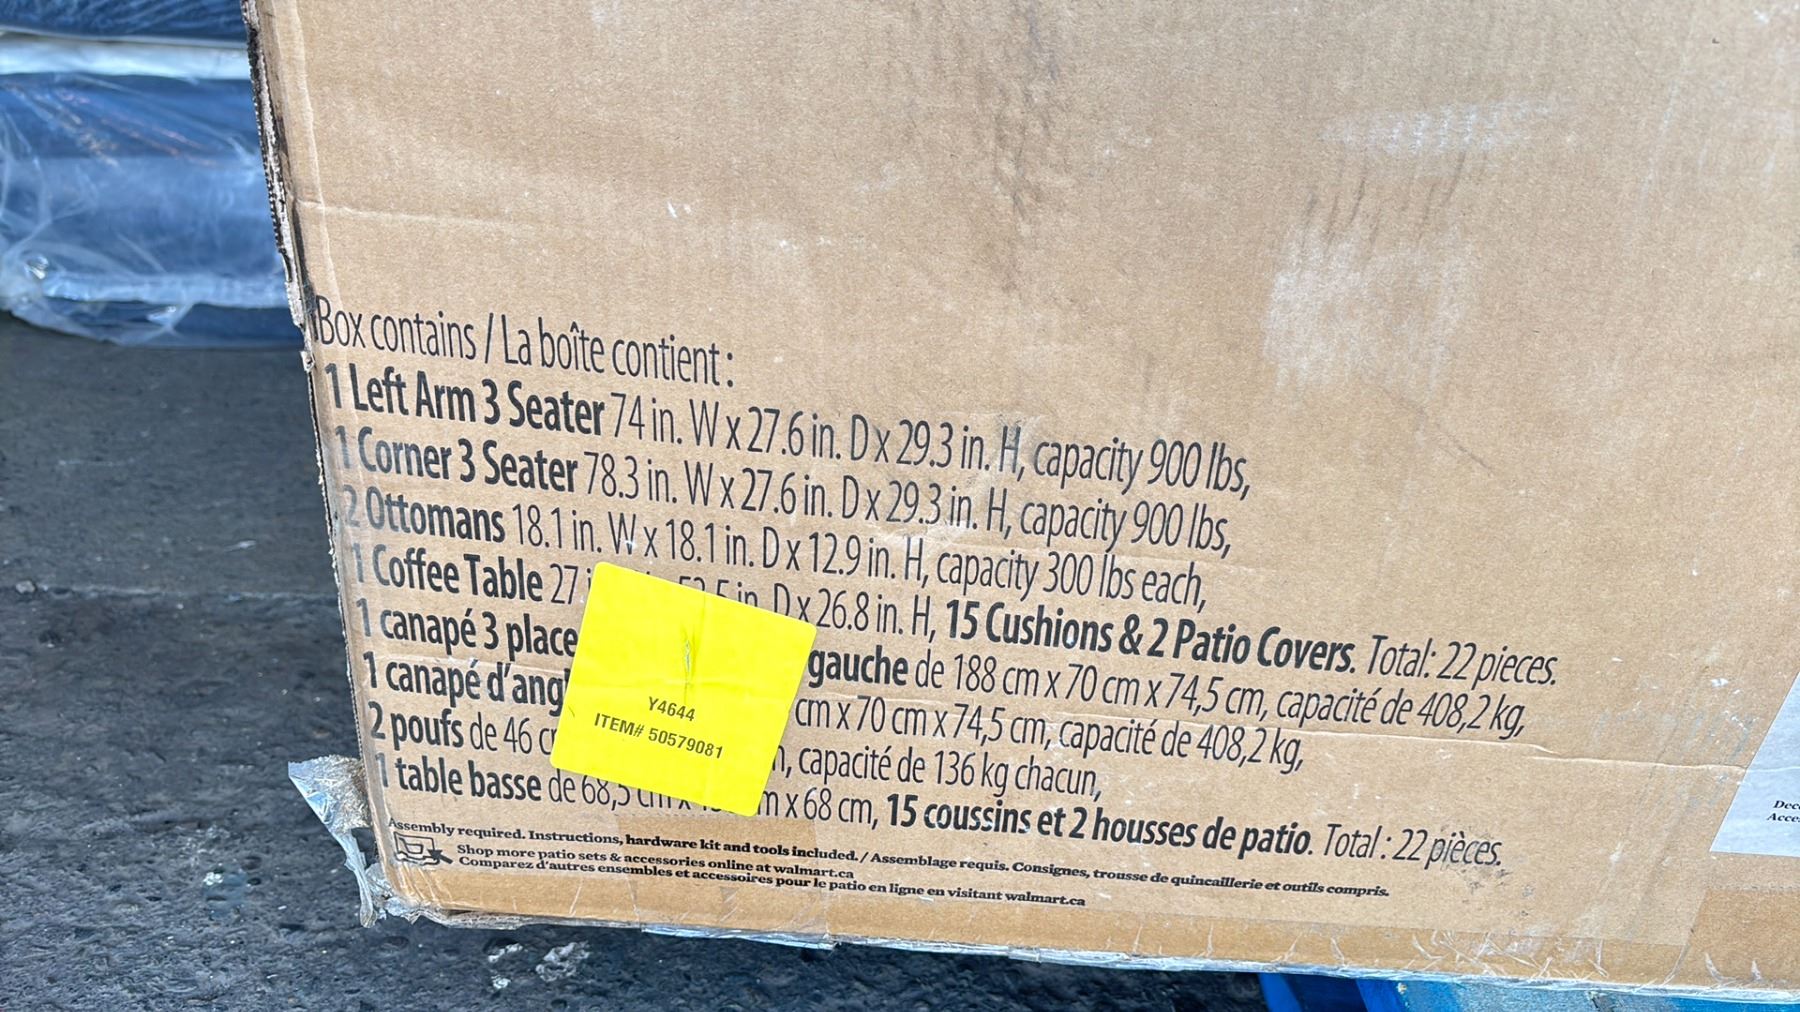 Box contains / La boîte contient :
1 Left Arm 3 Seater 74 in. W x 27.6 in. D x 29.3 in. H, capacity 900 lbs,
1 Corner 3 Seater 78.3 in. W x 27.6 in. D x 29.3 in. H, capacity 900 lbs,
2 Ottomans 18.1 in. W x 18.1 in. D x 12.9 in. H, capacity 300 lbs each,
1 Coffee Table 27 5 in. D x 26.8 in. H, 15 Cushions & 2 Patio Covers. Total: 22 pieces.
1 canapé 3 place gauche de 188 cm x 70 cm x 74,5 cm, capacité de 408,2 kg,
1 canapé d'ang cm x 70 cm x 74,5 cm, capacité de 408,2 kg,
2 poufs de 46 capacité de 136 kg chacun,
1 table basse de 68,5 cm x m x 68 cm, 15 coussins et 2 housses de patio. Total : 22 pièces.
Y4644
ITEM# 50579081
Assembly required. Instructions, hardware kit and tools included. / Assemblage requis. Consignes, trousse de quincaillerie et outils compris.
Shop more patio sets & accessories online at walmart.ca
Comparez d'autres ensembles et accessoires pour le patio en ligne en visitant walmart.ca